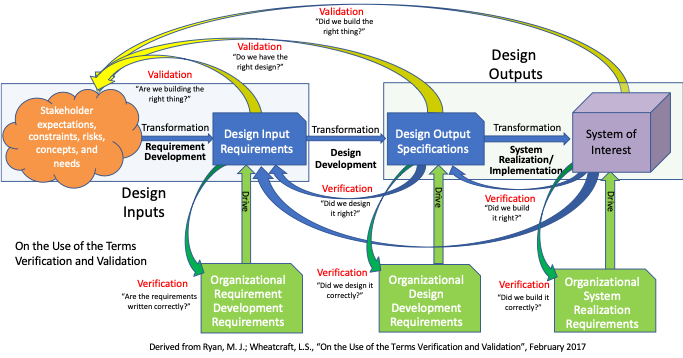 Validation
"Did we build the
right thing?"
Validation
"Do we have the
right design?"
Design
Outputs
Validation
"Are we building the
right thing?"
Stakeholder
expectations,
constraints, risks,
concepts, and
needs
Transformation
Requirement
Development
Design Input
Requirements
Transformation
Design
Development
Design Output
Specifications
Transformation
System
Realization/
Implementation
System of
Interest
Design
Inputs
Verification
"Did we design
it right?"
Verification
"Did we build
it right?"
Drive
Drive
Drive
On the Use of the Terms
Verification and Validation
Verification
"Are the requirements
written correctly?"
Organizational
Requirement
Development
Requirements
Verification
"Did we design it
correctly?"
Organizational
Design
Development
Requirements
Verification
"Did we build it
correctly?"
Organizational
System
Realization
Requirements
Derived from Ryan, M. J.; Wheatcraft, L.S., "On the Use of the Terms Verification and Validation", February 2017